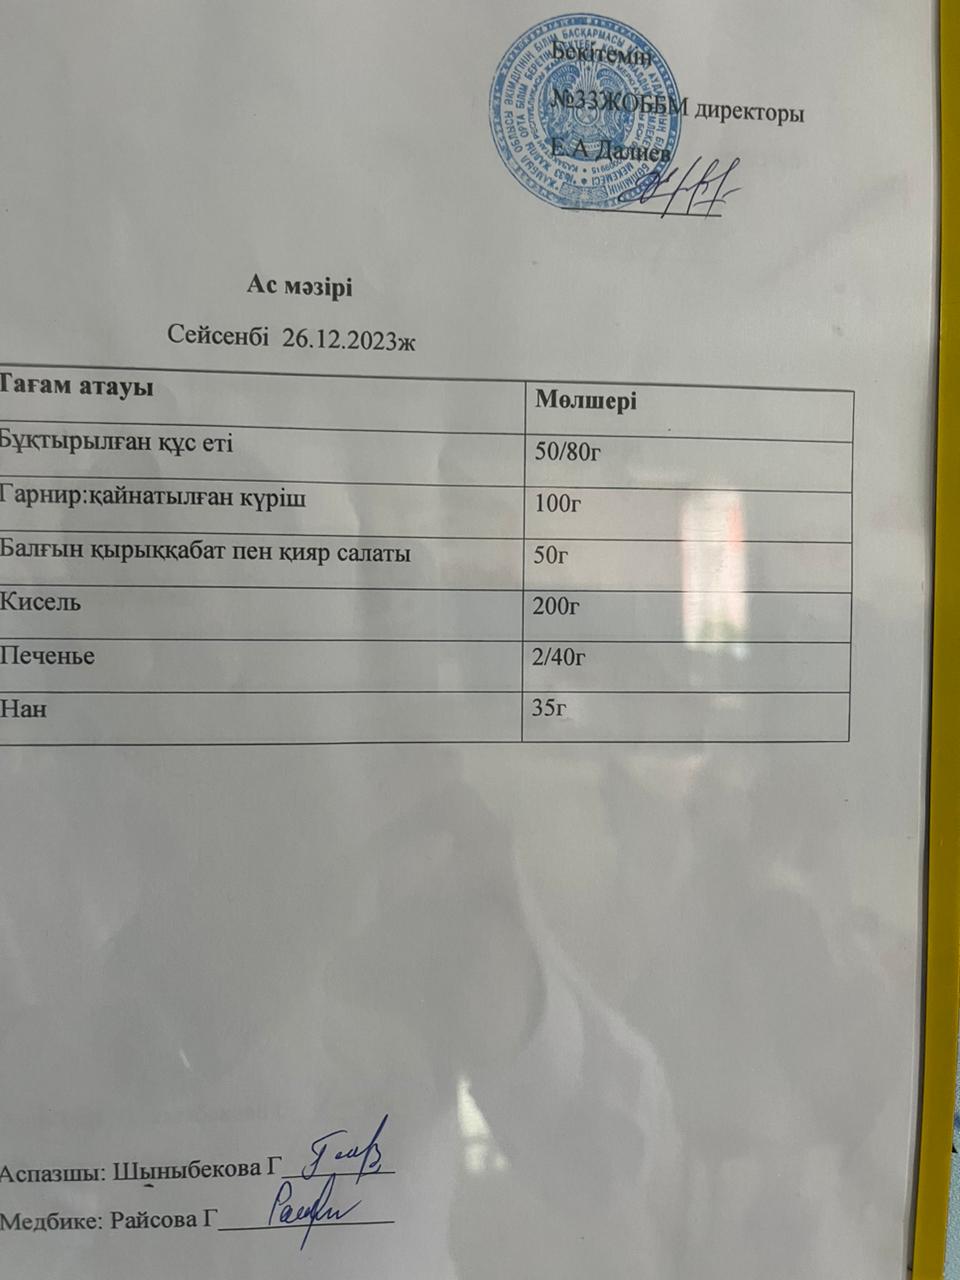 Бекітемін
№33ЖОББМ директоры
Е.А Далиев
Ас мәзірі
Сейсенбі 26.12.2023ж
Тағам атауы Мөлшері
Бұқтырылған құс еті 50/80г
Гарнир:қайнатылған күріш 100г
Балғын қырыққабат пен қияр салаты 50г
Кисель 200г
Печенье 2/40г
Нан 35г
Аспазшы: Шыныбекова Г
Медбике: Райсова Г